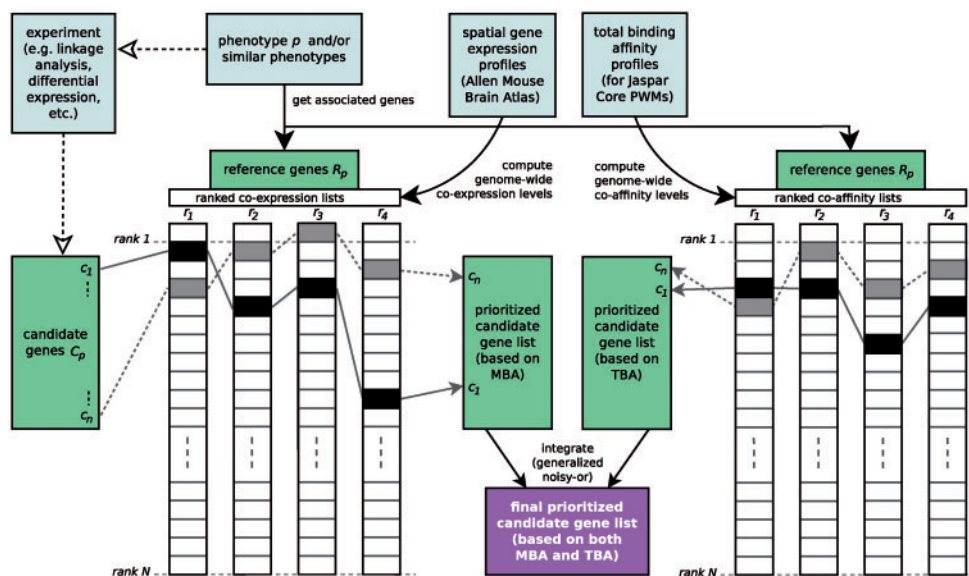 experiment
(e.g. linkage
analysis,
differential
expression,
etc.)
phenotype p and/or
similar phenotypes
spatial gene
expression
profiles
(Allen Mouse
Brain Atlas)
total binding
affinity
profiles
(for Jaspar
Core PWMs)
get associated genes
reference genes Rp
compute
genome-wide
co-expression levels
compute
genome-wide
co-affinity levels
reference genes Rp
ranked co-expression lists
ranked co-affinity lists
r1 r2 r3 r4
r1 r2 r3 r4
rank 1
rank 1
c1
candidate
genes Cp
cn
cn
prioritized
candidate
gene list
(based on
MBA)
c1
cn
c1
prioritized
candidate
gene list
(based on
TBA)
integrate
(generalized
noisy-or)
final prioritized
candidate gene list
(based on both
MBA and TBA)
rank N
rank N